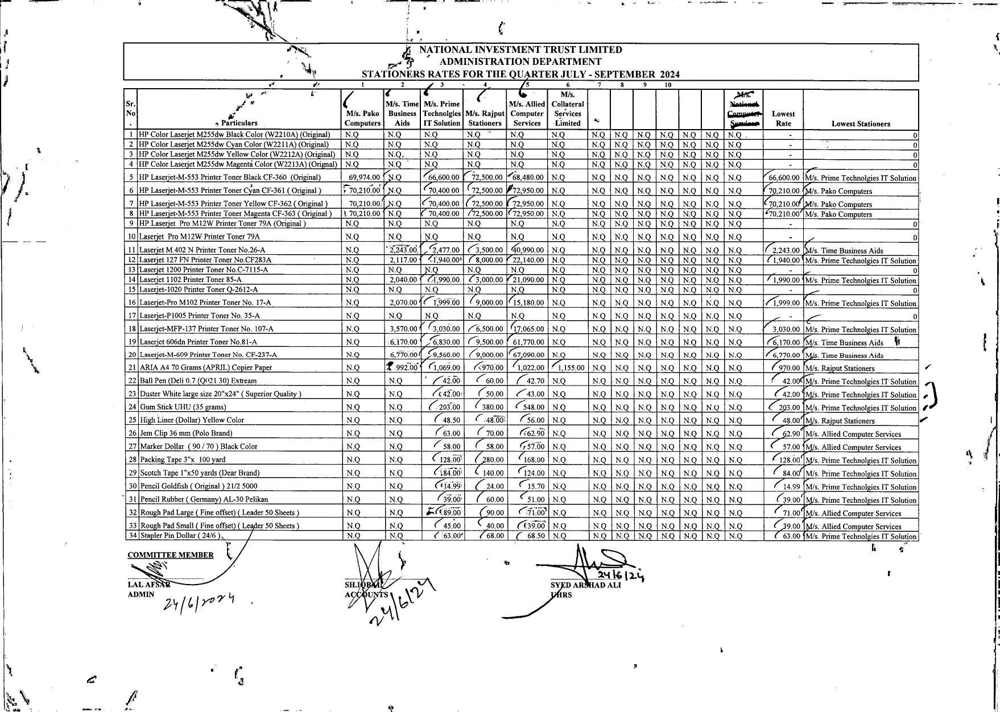 NATIONAL INVESTMENT TRUST LIMITED
ADMINISTRATION DEPARTMENT
STATIONERS RATES FOR THE QUARTER JULY - SEPTEMBER 2024
1 2 3 4 5 6 7 8 9 10
Sr. No . Particulars M/s. Pako Computers M/s. Time Business Aids M/s. Prime Technolgies IT Solution M/s. Rajput Stationers M/s. Allied Computer Services M/s. Collateral Services Limited M/s. National Computer Services Lowest Rate Lowest Stationers
1 HP Color Laserjet M255dw Black Color (W2210A) (Original) N.Q N.Q N.Q N.Q N.Q N.Q N.Q N.Q N.Q N.Q N.Q N.Q N.Q - 0
2 HP Color Laserjet M255dw Cyan Color (W2211A) (Original) N.Q N.Q N.Q N.Q N.Q N.Q N.Q N.Q N.Q N.Q N.Q N.Q N.Q - 0
3 HP Color Laserjet M255dw Yellow Color (W2212A) (Original) N.Q N.Q N.Q N.Q N.Q N.Q N.Q N.Q N.Q N.Q N.Q N.Q N.Q - 0
4 HP Color Laserjet M255dw Magenta Color (W2213A) (Orignal) N.Q N.Q N.Q N.Q N.Q N.Q N.Q N.Q N.Q N.Q N.Q N.Q N.Q - 0
5 HP Laserjet-M-553 Printer Toner Black CF-360 (Original) 69,974.00 N.Q 66,600.00 72,500.00 68,480.00 N.Q N.Q N.Q N.Q N.Q N.Q N.Q N.Q 66,600.00 M/s. Prime Technolgies IT Solution
6 HP Laserjet-M-553 Printer Toner Cyan CF-361 ( Original ) 70,210.00 N.Q 70,400.00 72,500.00 72,950.00 N.Q N.Q N.Q N.Q N.Q N.Q N.Q N.Q 70,210.00 M/s. Pako Computers
7 HP Laserjet-M-553 Printer Toner Yellow CF-362 ( Original ) 70,210.00 N.Q 70,400.00 72,500.00 72,950.00 N.Q N.Q N.Q N.Q N.Q N.Q N.Q N.Q 70,210.00 M/s. Pako Computers
8 HP Laserjet-M-553 Printer Toner Magenta CF-363 ( Original ) 70,210.00 N.Q 70,400.00 72,500.00 72,950.00 N.Q N.Q N.Q N.Q N.Q N.Q N.Q N.Q 70,210.00 M/s. Pako Computers
9 HP Laserjet Pro M12W Printer Toner 79A (Original ) N.Q N.Q N.Q N.Q N.Q N.Q N.Q N.Q N.Q N.Q N.Q N.Q N.Q - 0
10 Laserjet Pro M12W Printer Toner 79A N.Q N.Q N.Q N.Q N.Q N.Q N.Q N.Q N.Q N.Q N.Q N.Q N.Q - 0
11 Laserjet M 402 N Printer Toner No.26-A N.Q 2,243.00 2,477.00 3,500.00 40,990.00 N.Q N.Q N.Q N.Q N.Q N.Q N.Q N.Q 2,243.00 M/s. Time Business Aids
12 Laserjet 127 FN Printer Toner No.CF283A N.Q 2,117.00 1,940.00 8,000.00 22,140.00 N.Q N.Q N.Q N.Q N.Q N.Q N.Q N.Q 1,940.00 M/s. Prime Technolgies IT Solution
13 Laserjet 1200 Printer Toner No.C-7115-A N.Q N.Q N.Q N.Q N.Q N.Q N.Q N.Q N.Q N.Q N.Q N.Q N.Q - 0
14 Laserjet 1102 Printer Toner 85-A N.Q 2,040.00 1,990.00 3,000.00 21,090.00 N.Q N.Q N.Q N.Q N.Q N.Q N.Q N.Q 1,990.00 M/s. Prime Technolgies IT Solution
15 Laserjet-1020 Printer Toner Q-2612-A N.Q N.Q N.Q N.Q N.Q N.Q N.Q N.Q N.Q N.Q N.Q N.Q N.Q - 0
16 Laserjet-Pro M102 Printer Toner No. 17-A N.Q 2,070.00 1,999.00 9,000.00 15,180.00 N.Q N.Q N.Q N.Q N.Q N.Q N.Q N.Q 1,999.00 M/s. Prime Technolgies IT Solution
17 Laserjet-P1005 Printer Toner No. 35-A N.Q N.Q N.Q N.Q N.Q N.Q N.Q N.Q N.Q N.Q N.Q N.Q N.Q - 0
18 Laserjet-MFP-137 Printer Toner No. 107-A N.Q 3,570.00 3,030.00 6,500.00 17,065.00 N.Q N.Q N.Q N.Q N.Q N.Q N.Q N.Q 3,030.00 M/s. Prime Technolgies IT Solution
19 Laserjet 606dn Printer Toner No.81-A N.Q 6,170.00 6,830.00 9,500.00 61,770.00 N.Q N.Q N.Q N.Q N.Q N.Q N.Q N.Q 6,170.00 M/s. Time Business Aids
20 Laserjet-M-609 Printer Toner No. CF-237-A N.Q 6,770.00 9,560.00 9,000.00 67,090.00 N.Q N.Q N.Q N.Q N.Q N.Q N.Q N.Q 6,770.00 M/s. Time Business Aids
21 ARIA A4 70 Grams (APRIL) Copier Paper N.Q 992.00 1,069.00 970.00 1,022.00 1,155.00 N.Q N.Q N.Q N.Q N.Q N.Q N.Q 970.00 M/s. Rajput Stationers
22 Ball Pen (Deli 0.7 (Q021 30) Extream N.Q N.Q 42.00 60.00 42.70 N.Q N.Q N.Q N.Q N.Q N.Q N.Q N.Q 42.00 M/s. Prime Technolgies IT Solution
23 Duster White large size 20"x24" ( Superior Quality ) N.Q N.Q 42.00 50.00 43.00 N.Q N.Q N.Q N.Q N.Q N.Q N.Q N.Q 42.00 M/s. Prime Technolgies IT Solution
24 Gum Stick UHU (35 grams) N.Q N.Q 203.00 380.00 548.00 N.Q N.Q N.Q N.Q N.Q N.Q N.Q N.Q 203.00 M/s. Prime Technolgies IT Solution
25 High Liner (Dollar) Yellow Color N.Q N.Q 48.50 48.00 56.00 N.Q N.Q N.Q N.Q N.Q N.Q N.Q N.Q 48.00 M/s. Rajput Stationers
26 Jem Clip 36 mm (Polo Brand) N.Q N.Q 63.00 70.00 62.90 N.Q N.Q N.Q N.Q N.Q N.Q N.Q N.Q 62.90 M/s. Allied Computer Services
27 Marker Dollar ( 90 / 70 ) Black Color N.Q N.Q 58.00 58.00 57.00 N.Q N.Q N.Q N.Q N.Q N.Q N.Q N.Q 57.00 M/s. Allied Computer Services
28 Packing Tape 3"x 100 yard N.Q N.Q 128.00 280.00 168.00 N.Q N.Q N.Q N.Q N.Q N.Q N.Q N.Q 128.00 M/s. Prime Technolgies IT Solution
29 Scotch Tape 1"x50 yards (Dear Brand) N.Q N.Q 84.00 140.00 124.00 N.Q N.Q N.Q N.Q N.Q N.Q N.Q N.Q 84.00 M/s. Prime Technolgies IT Solution
30 Pencil Goldfish ( Original ) 21/2 5000 N.Q N.Q 14.99 24.00 15.70 N.Q N.Q N.Q N.Q N.Q N.Q N.Q N.Q 14.99 M/s. Prime Technolgies IT Solution
31 Pencil Rubber ( Germany) AL-30 Pelikan N.Q N.Q 39.00 60.00 51.00 N.Q N.Q N.Q N.Q N.Q N.Q N.Q N.Q 39.00 M/s. Prime Technolgies IT Solution
32 Rough Pad Large ( Fine offset) ( Leader 50 Sheets ) N.Q N.Q 89.00 90.00 71.00 N.Q N.Q N.Q N.Q N.Q N.Q N.Q N.Q 71.00 M/s. Allied Computer Services
33 Rough Pad Small ( Fine offset) ( Leader 50 Sheets ) N.Q N.Q 45.00 40.00 39.00 N.Q N.Q N.Q N.Q N.Q N.Q N.Q N.Q 39.00 M/s. Allied Computer Services
34 Stapler Pin Dollar ( 24/6 ) N.Q N.Q 63.00 68.00 68.50 N.Q N.Q N.Q N.Q N.Q N.Q N.Q N.Q 63.00 M/s. Prime Technolgies IT Solution
COMMITTEE MEMBER
24/6/24
LAL AFSAR SH.IQBAL SYED ARSHAD ALI
ADMIN ACCOUNTS UHRS
24/6/2024 24/6/24